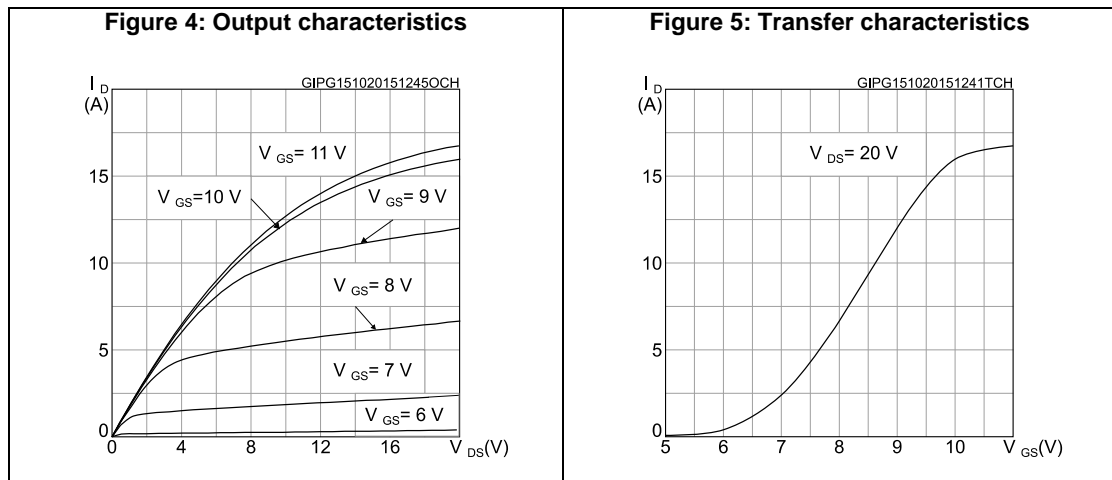 Figure 4: Output characteristics
I D
(A)
GIPG151020151245OCH
V GS= 11 V
15
V GS=10 V
V GS= 9 V
10
V GS= 8 V
5
V GS= 7 V
V GS= 6 V
0
0 4 8 12 16 V DS(V)
Figure 5: Transfer characteristics
I D
(A)
GIPG151020151241TCH
V DS= 20 V
15
10
5
0
5 6 7 8 9 10 V GS(V)